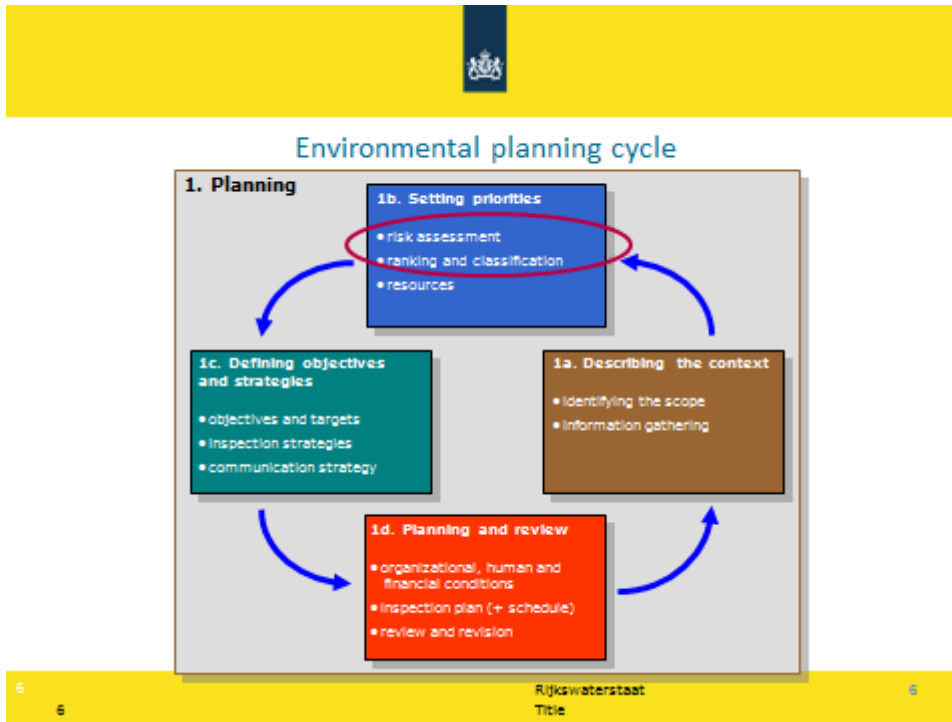 Environmental planning cycle
1. Planning
1b. Setting priorities
• risk assessment
• ranking and classification
• resources
1c. Defining objectives
and strategies
• objectives and targets
• inspection strategies
• communication strategy
1a. Describing the context
• identifying the scope
• information gathering
1d. Planning and review
• organizational, human and
financial conditions
• inspection plan (+ schedule)
• review and revision
6
6
Rijkswaterstaat
Title
6